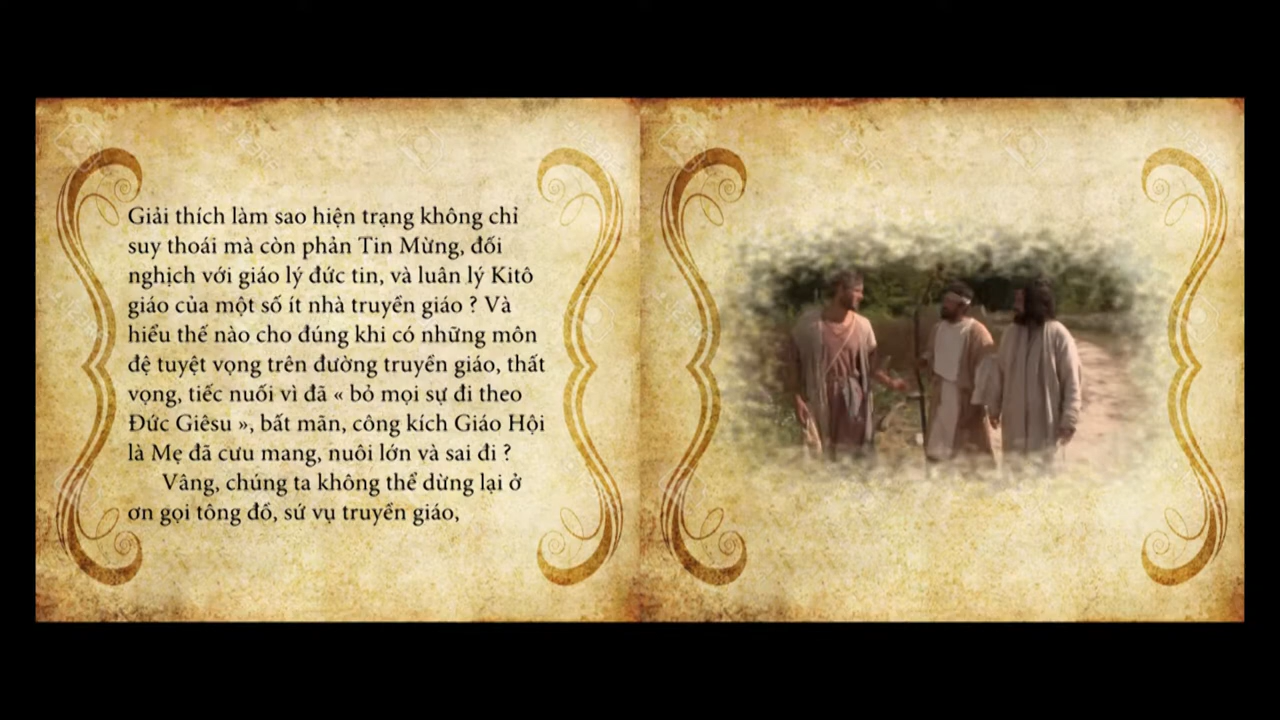 Giải thích làm sao hiện trạng không chỉ
suy thoái mà còn phản Tin Mừng, đối
nghịch với giáo lý đức tin, và luân lý Kitô
giáo của một số ít nhà truyền giáo ? Và
hiểu thế nào cho đúng khi có những môn
đệ tuyệt vọng trên đường truyền giáo, thất
vọng, tiếc nuối vì đã « bỏ mọi sự đi theo
Đức Giêsu », bất mãn, công kích Giáo Hội
là Mẹ đã cưu mang, nuôi lớn và sai đi ?
Vâng, chúng ta không thể dừng lại ở
ơn gọi tông đồ, sứ vụ truyền giáo,